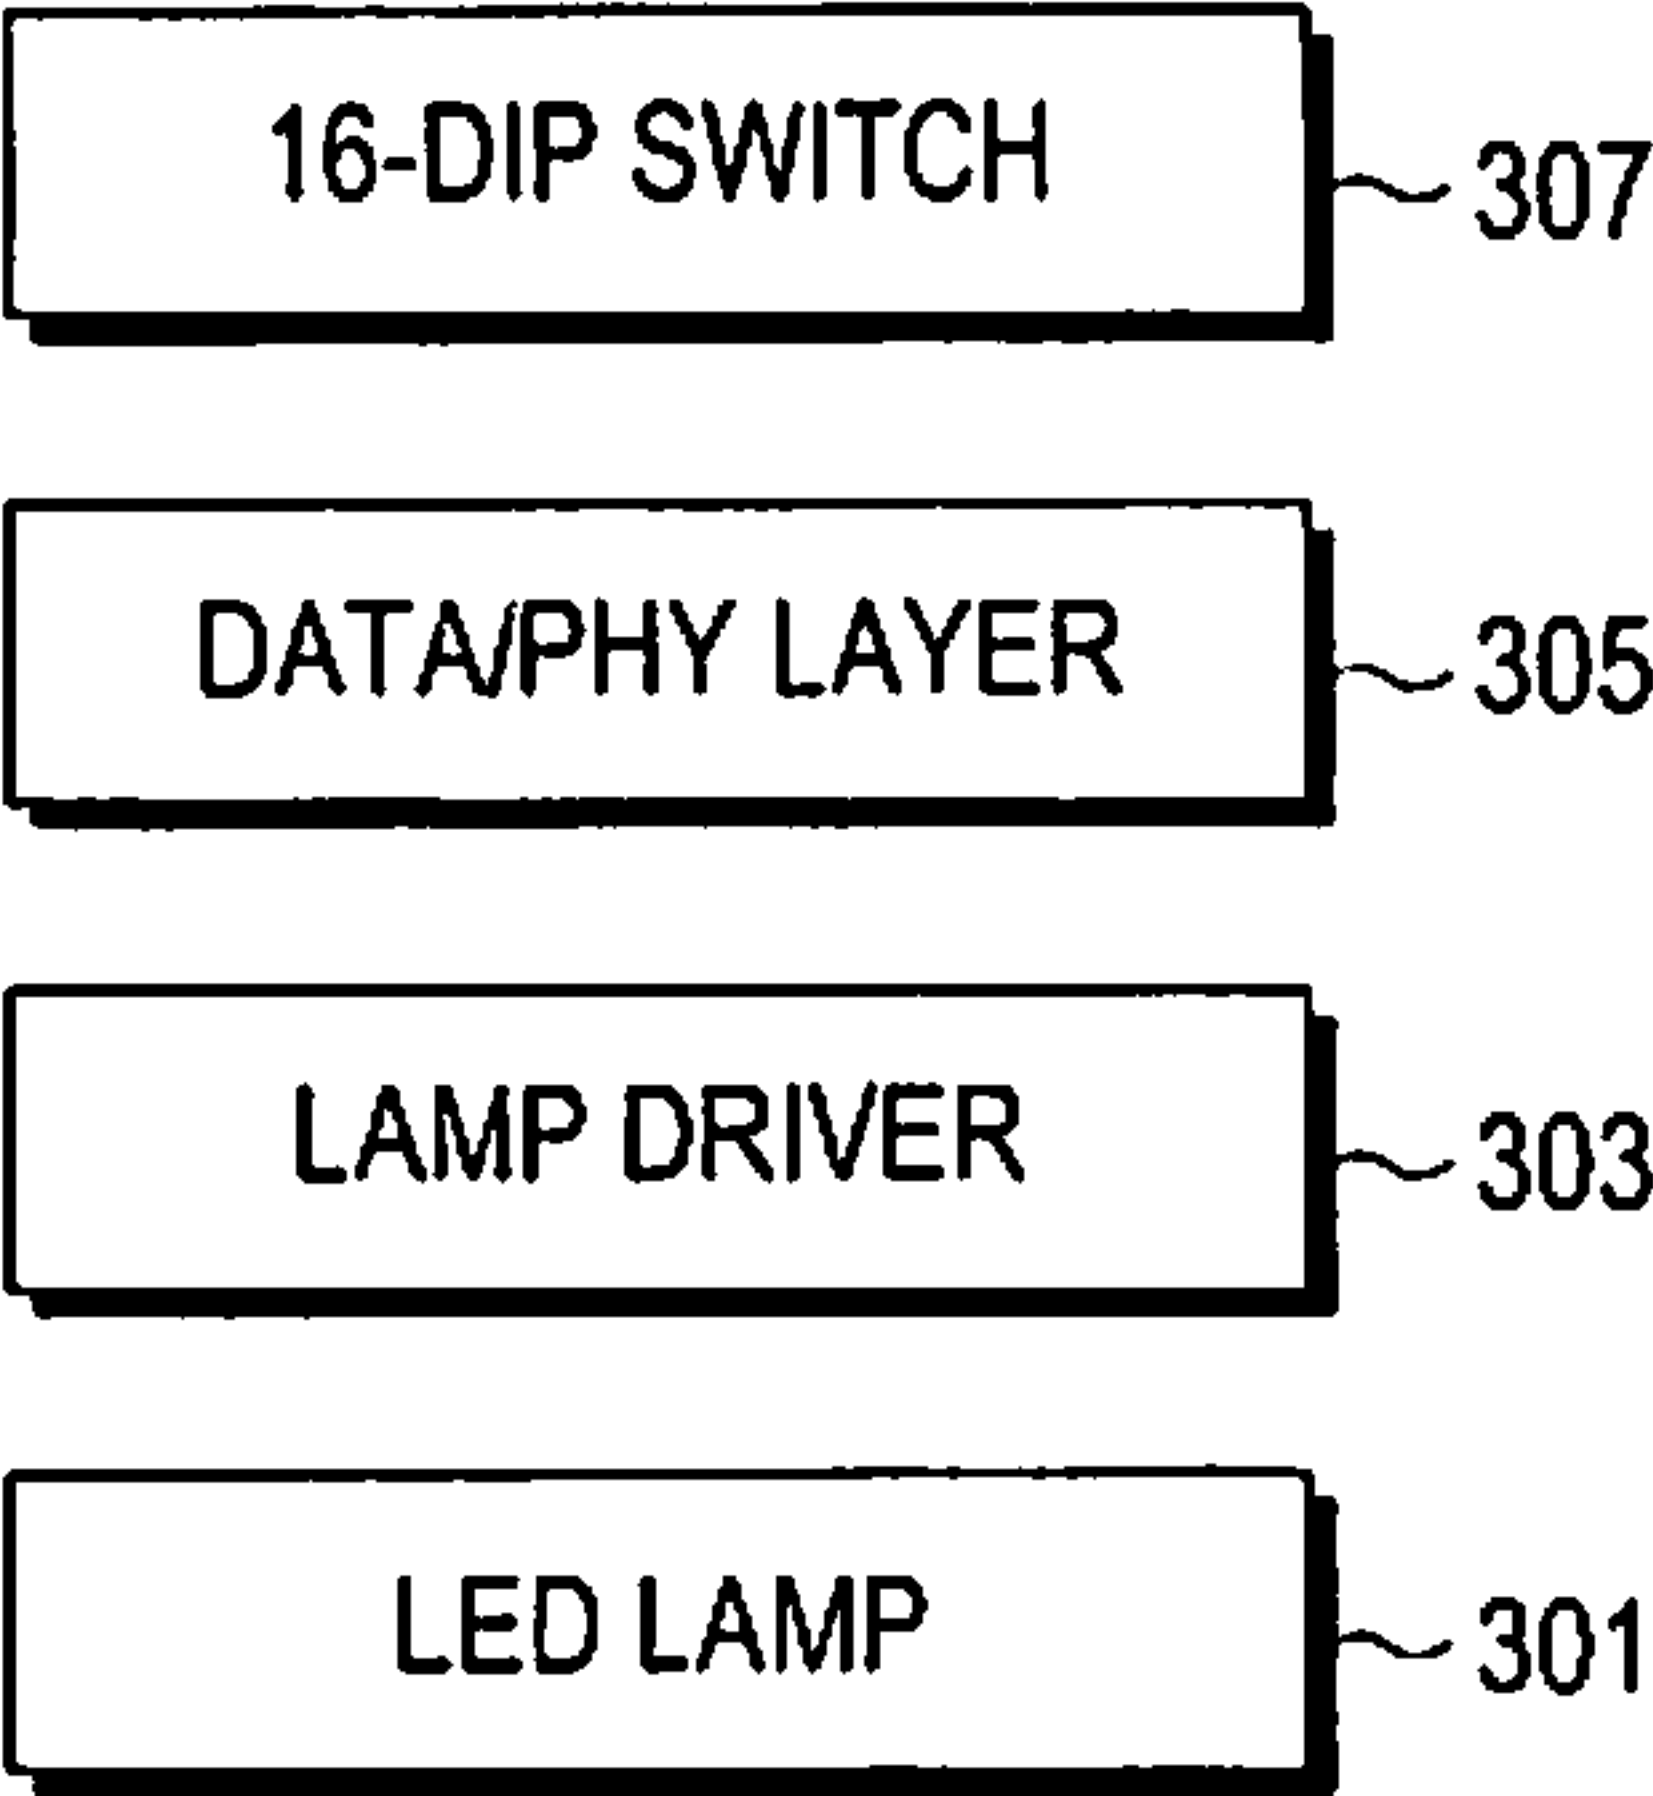 16-DIP SWITCH
307
DATA/PHY LAYER
305
LAMP DRIVER
303
LED LAMP
301